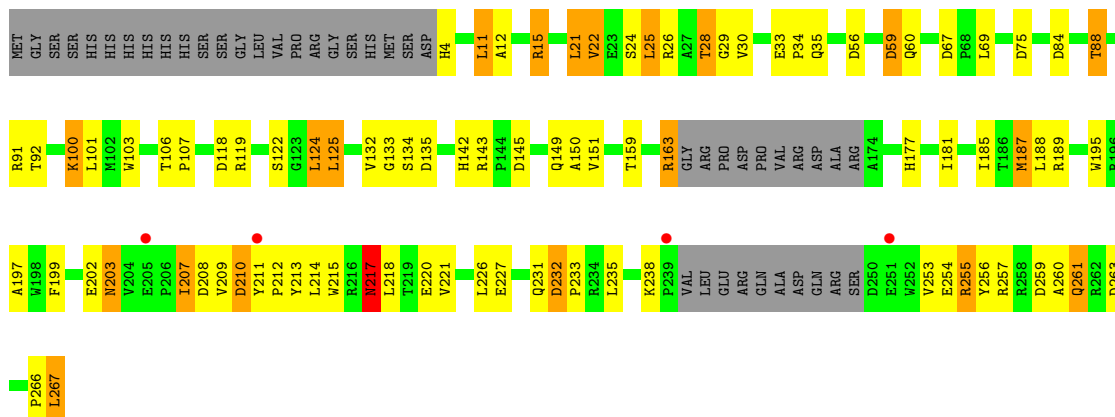 MET GLY SER SER HIS HIS HIS HIS HIS HIS SER SER GLY LEU VAL PRO ARG GLY SER HIS MET SER ASP H4 L11 A12 R15 L21 V22 E23 S24 L25 R26 A27 T28 G29 V30 E33 P34 Q35 D56 D59 Q60 D67 P68 L69 D75 D84 T88
R91 T92 K100 L101 M102 W103 T106 P107 D118 R119 S122 G123 L124 L125 V132 G133 S134 D135 H142 R143 P144 D145 Q149 A150 V151 T159 R163 GLY ARG PRO ASP PRO VAL ARG ASP ALA ARG A174 H177 I181 I185 T186 M187 L188 R189 W195 R196
A197 W198 F199 E202 N203 V204 E205 P206 I207 D208 V209 D210 Y211 P212 Y213 L214 W215 R216 N217 L218 T219 E220 V221 L226 E227 Q231 D232 P233 R234 L235 K238 P239 VAL LEU GLU ARG GLN ALA ASP GLN ARG SER D250 E251 W252 V253 E254 R255 Y256 R257 R258 D259 A260 Q261 R262 D263
P266 L267